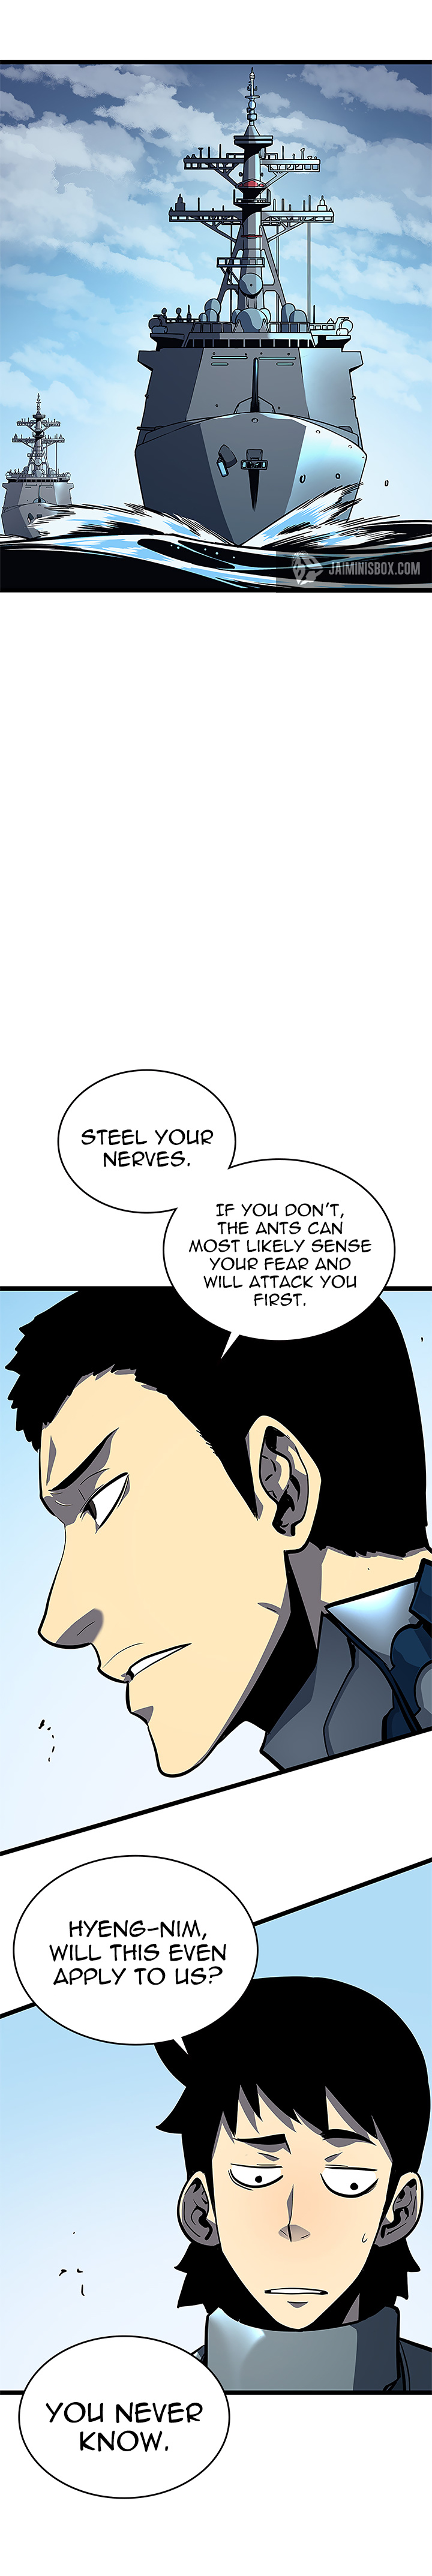 JAIMINISBOX.COM
STEEL YOUR
NERVES.
IF YOU DON'T,
THE ANTS CAN
MOST LIKELY SENSE
YOUR FEAR AND
WILL ATTACK YOU
FIRST.
HYENG-NIM,
WILL THIS EVEN
APPLY TO US?
YOU NEVER
KNOW.